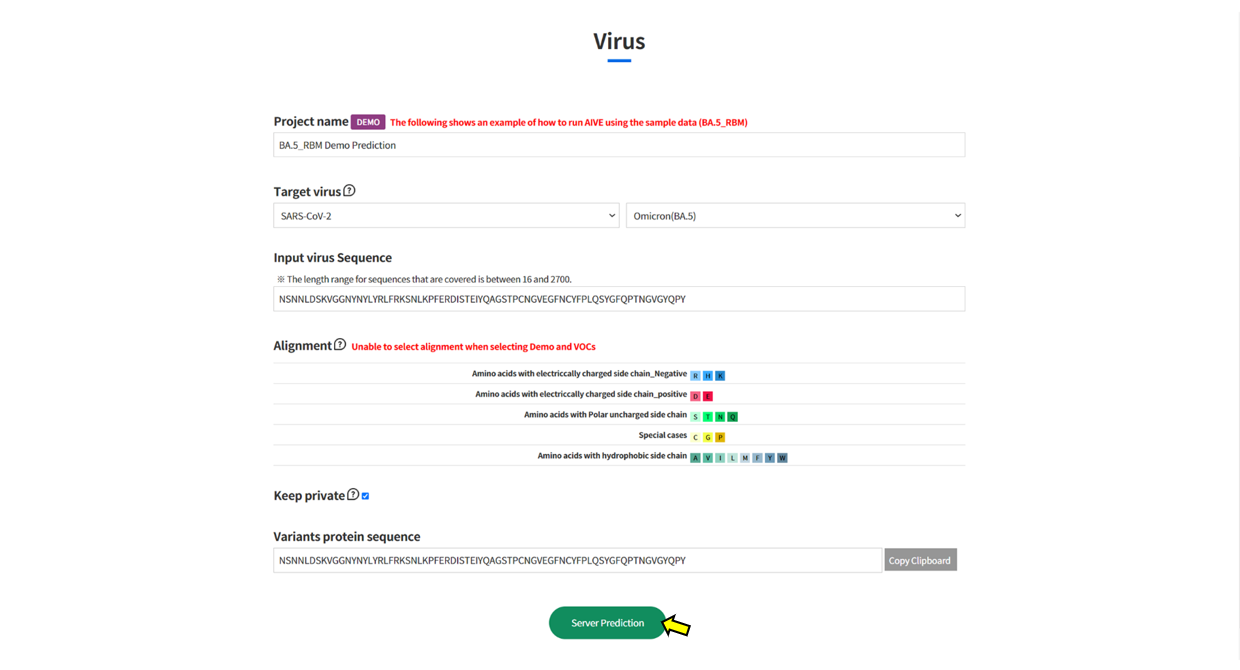 Virus
Project name DEMO The following shows an example of how to run AIVE using the sample data (BA.5_RBM)
BA.5_RBM Demo Prediction
Target virus ?
SARS-CoV-2 Omicron(BA.5)
Input virus Sequence
※ The length range for sequences that are covered is between 16 and 2700.
NSNNLDSKVGGNYNYLYRLFRKSNLKPFERDISTEIYQAGSTPCNGVEGFNCYFPLQSYGFQPTNGVGYQPY
Alignment ? Unable to select alignment when selecting Demo and VOCs
Amino acids with electriccally charged side chain_Negative R H K
Amino acids with electriccally charged side chain_positive D E
Amino acids with Polar uncharged side chain S T N Q
Special cases C G P
Amino acids with hydrophobic side chain A V I L M F Y W
Keep private ?
Variants protein sequence
NSNNLDSKVGGNYNYLYRLFRKSNLKPFERDISTEIYQAGSTPCNGVEGFNCYFPLQSYGFQPTNGVGYQPY Copy Clipboard
Server Prediction